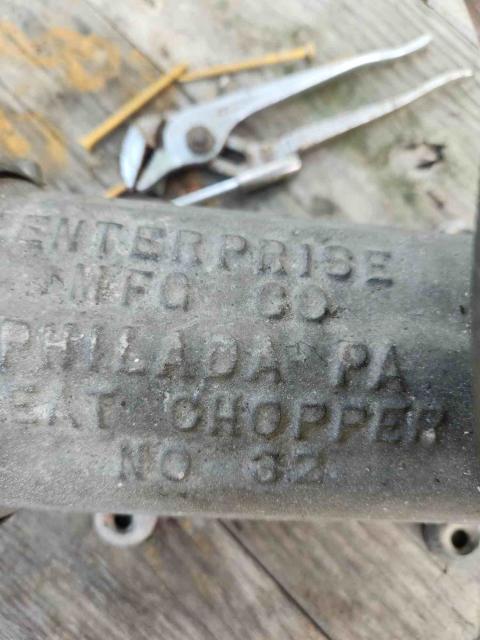 ENTERPRISE
MFG CO
PHILADA PA
EAT CHOPPER
NO 32